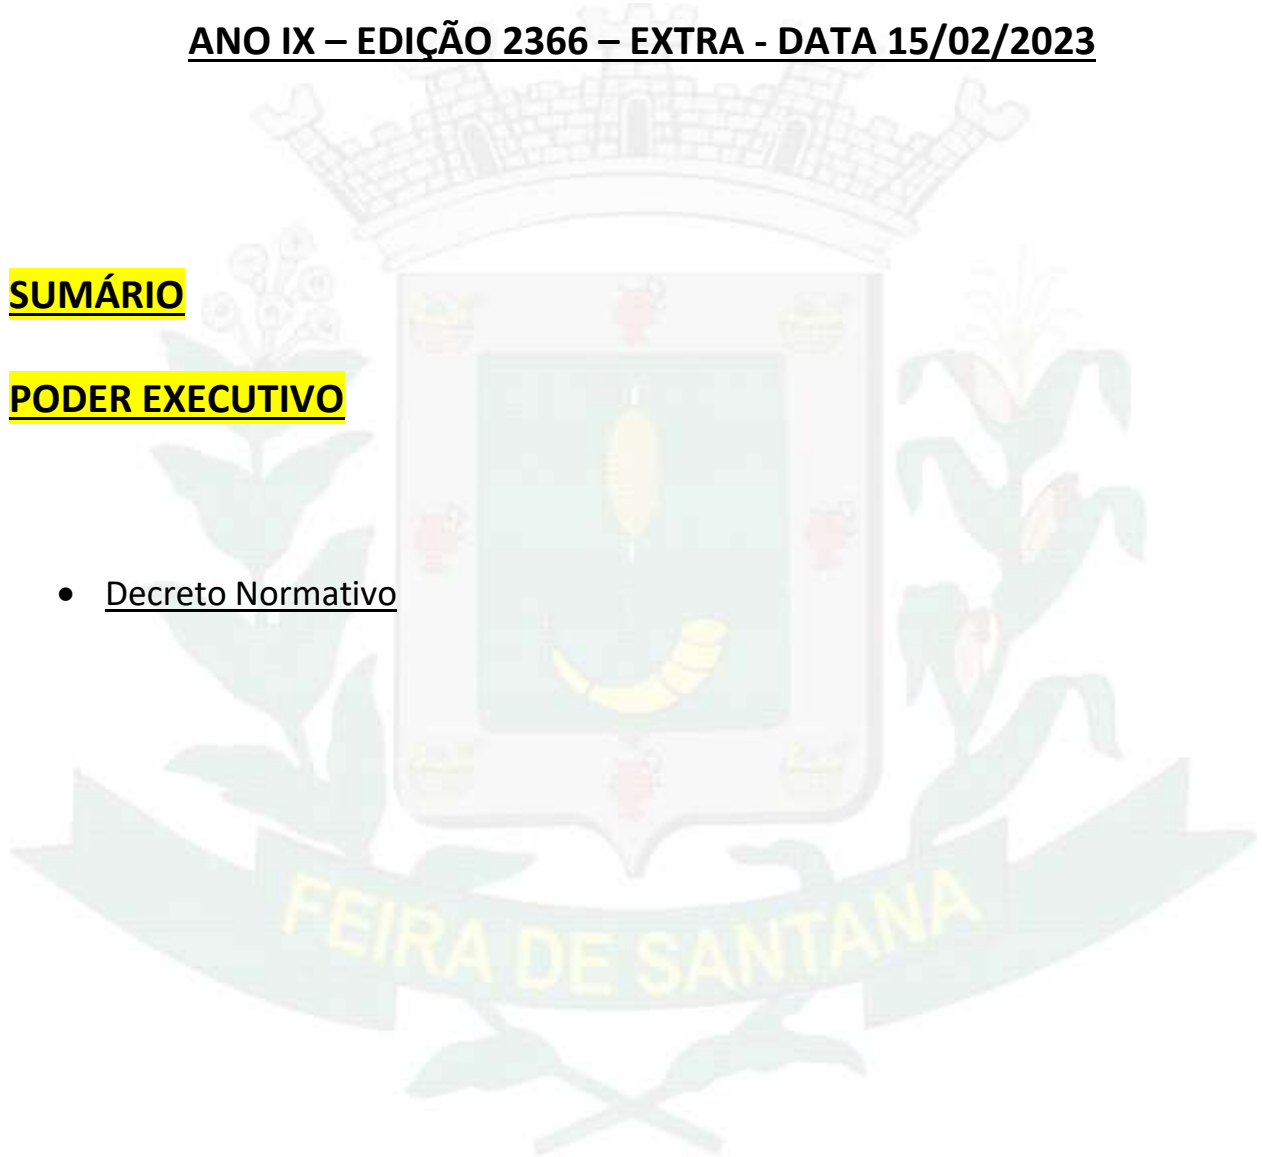 ANO IX – EDIÇÃO 2366 – EXTRA - DATA 15/02/2023
SUMÁRIO
PODER EXECUTIVO
• Decreto Normativo
FEIRA DE SANTANA